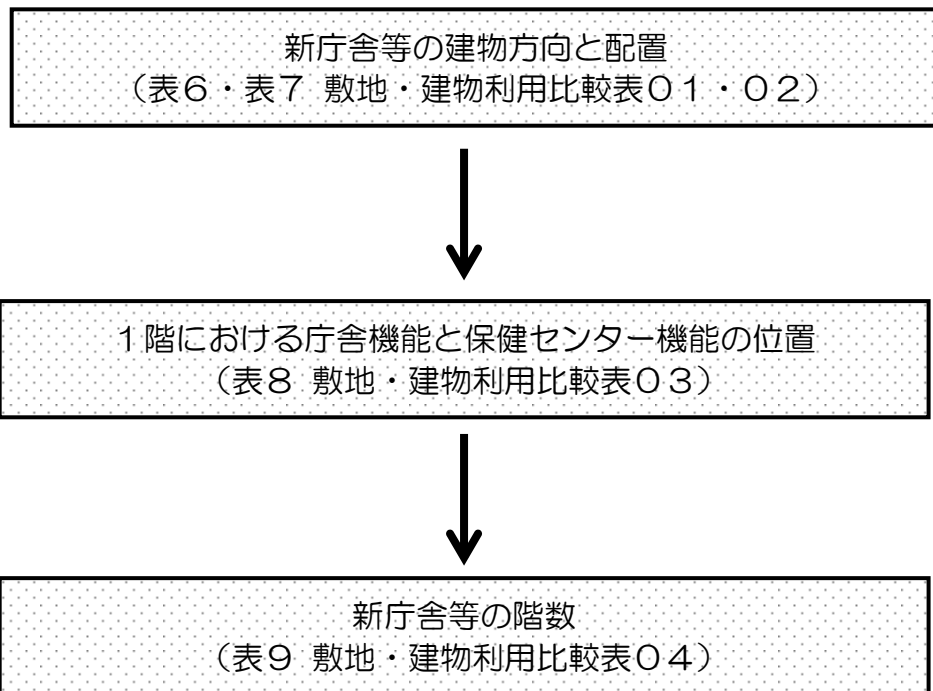 新庁舎等の建物方向と配置
（表６・表７ 敷地・建物利用比較表０１・０２）
１階における庁舎機能と保健センター機能の位置
（表８ 敷地・建物利用比較表０３）
新庁舎等の階数
（表９ 敷地・建物利用比較表０４）